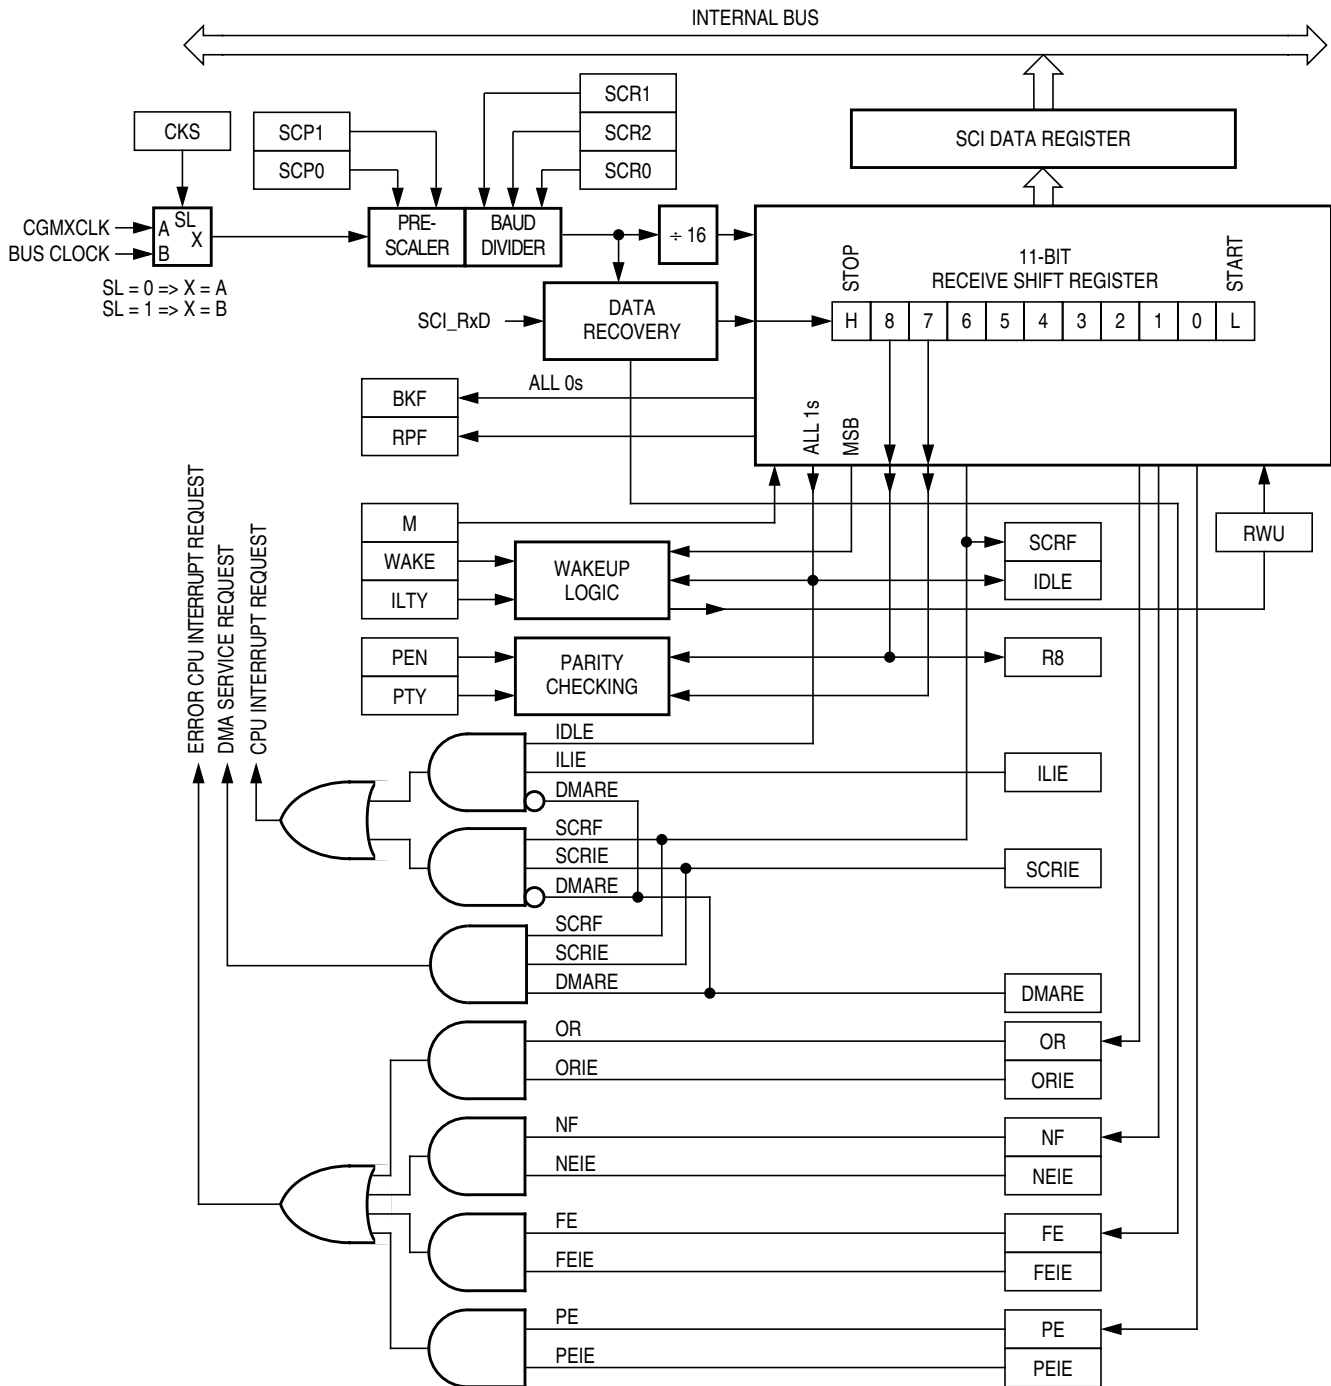 INTERNAL BUS
SCR1
SCR2
SCR0
SCP1
SCP0
CKS
SCI DATA REGISTER
CGMXCLK
BUS CLOCK
A
SL
X
B
SL = 0 => X = A
SL = 1 => X = B
PRE-
SCALER
BAUD
DIVIDER
÷ 16
SCI_RxD
DATA
RECOVERY
11-BIT
RECEIVE SHIFT REGISTER
STOP
START
H 8 7 6 5 4 3 2 1 0 L
ALL 0s
BKF
RPF
ALL 1s
MSB
M
WAKE
ILTY
WAKEUP
LOGIC
SCRF
IDLE
RWU
PEN
PTY
PARITY
CHECKING
R8
ERROR CPU INTERRUPT REQUEST
DMA SERVICE REQUEST
CPU INTERRUPT REQUEST
IDLE
ILIE
ILIE
DMARE
SCRF
SCRIE
SCRIE
DMARE
SCRF
SCRIE
DMARE
DMARE
OR
OR
ORIE
ORIE
NF
NF
NEIE
NEIE
FE
FE
FEIE
FEIE
PE
PE
PEIE
PEIE